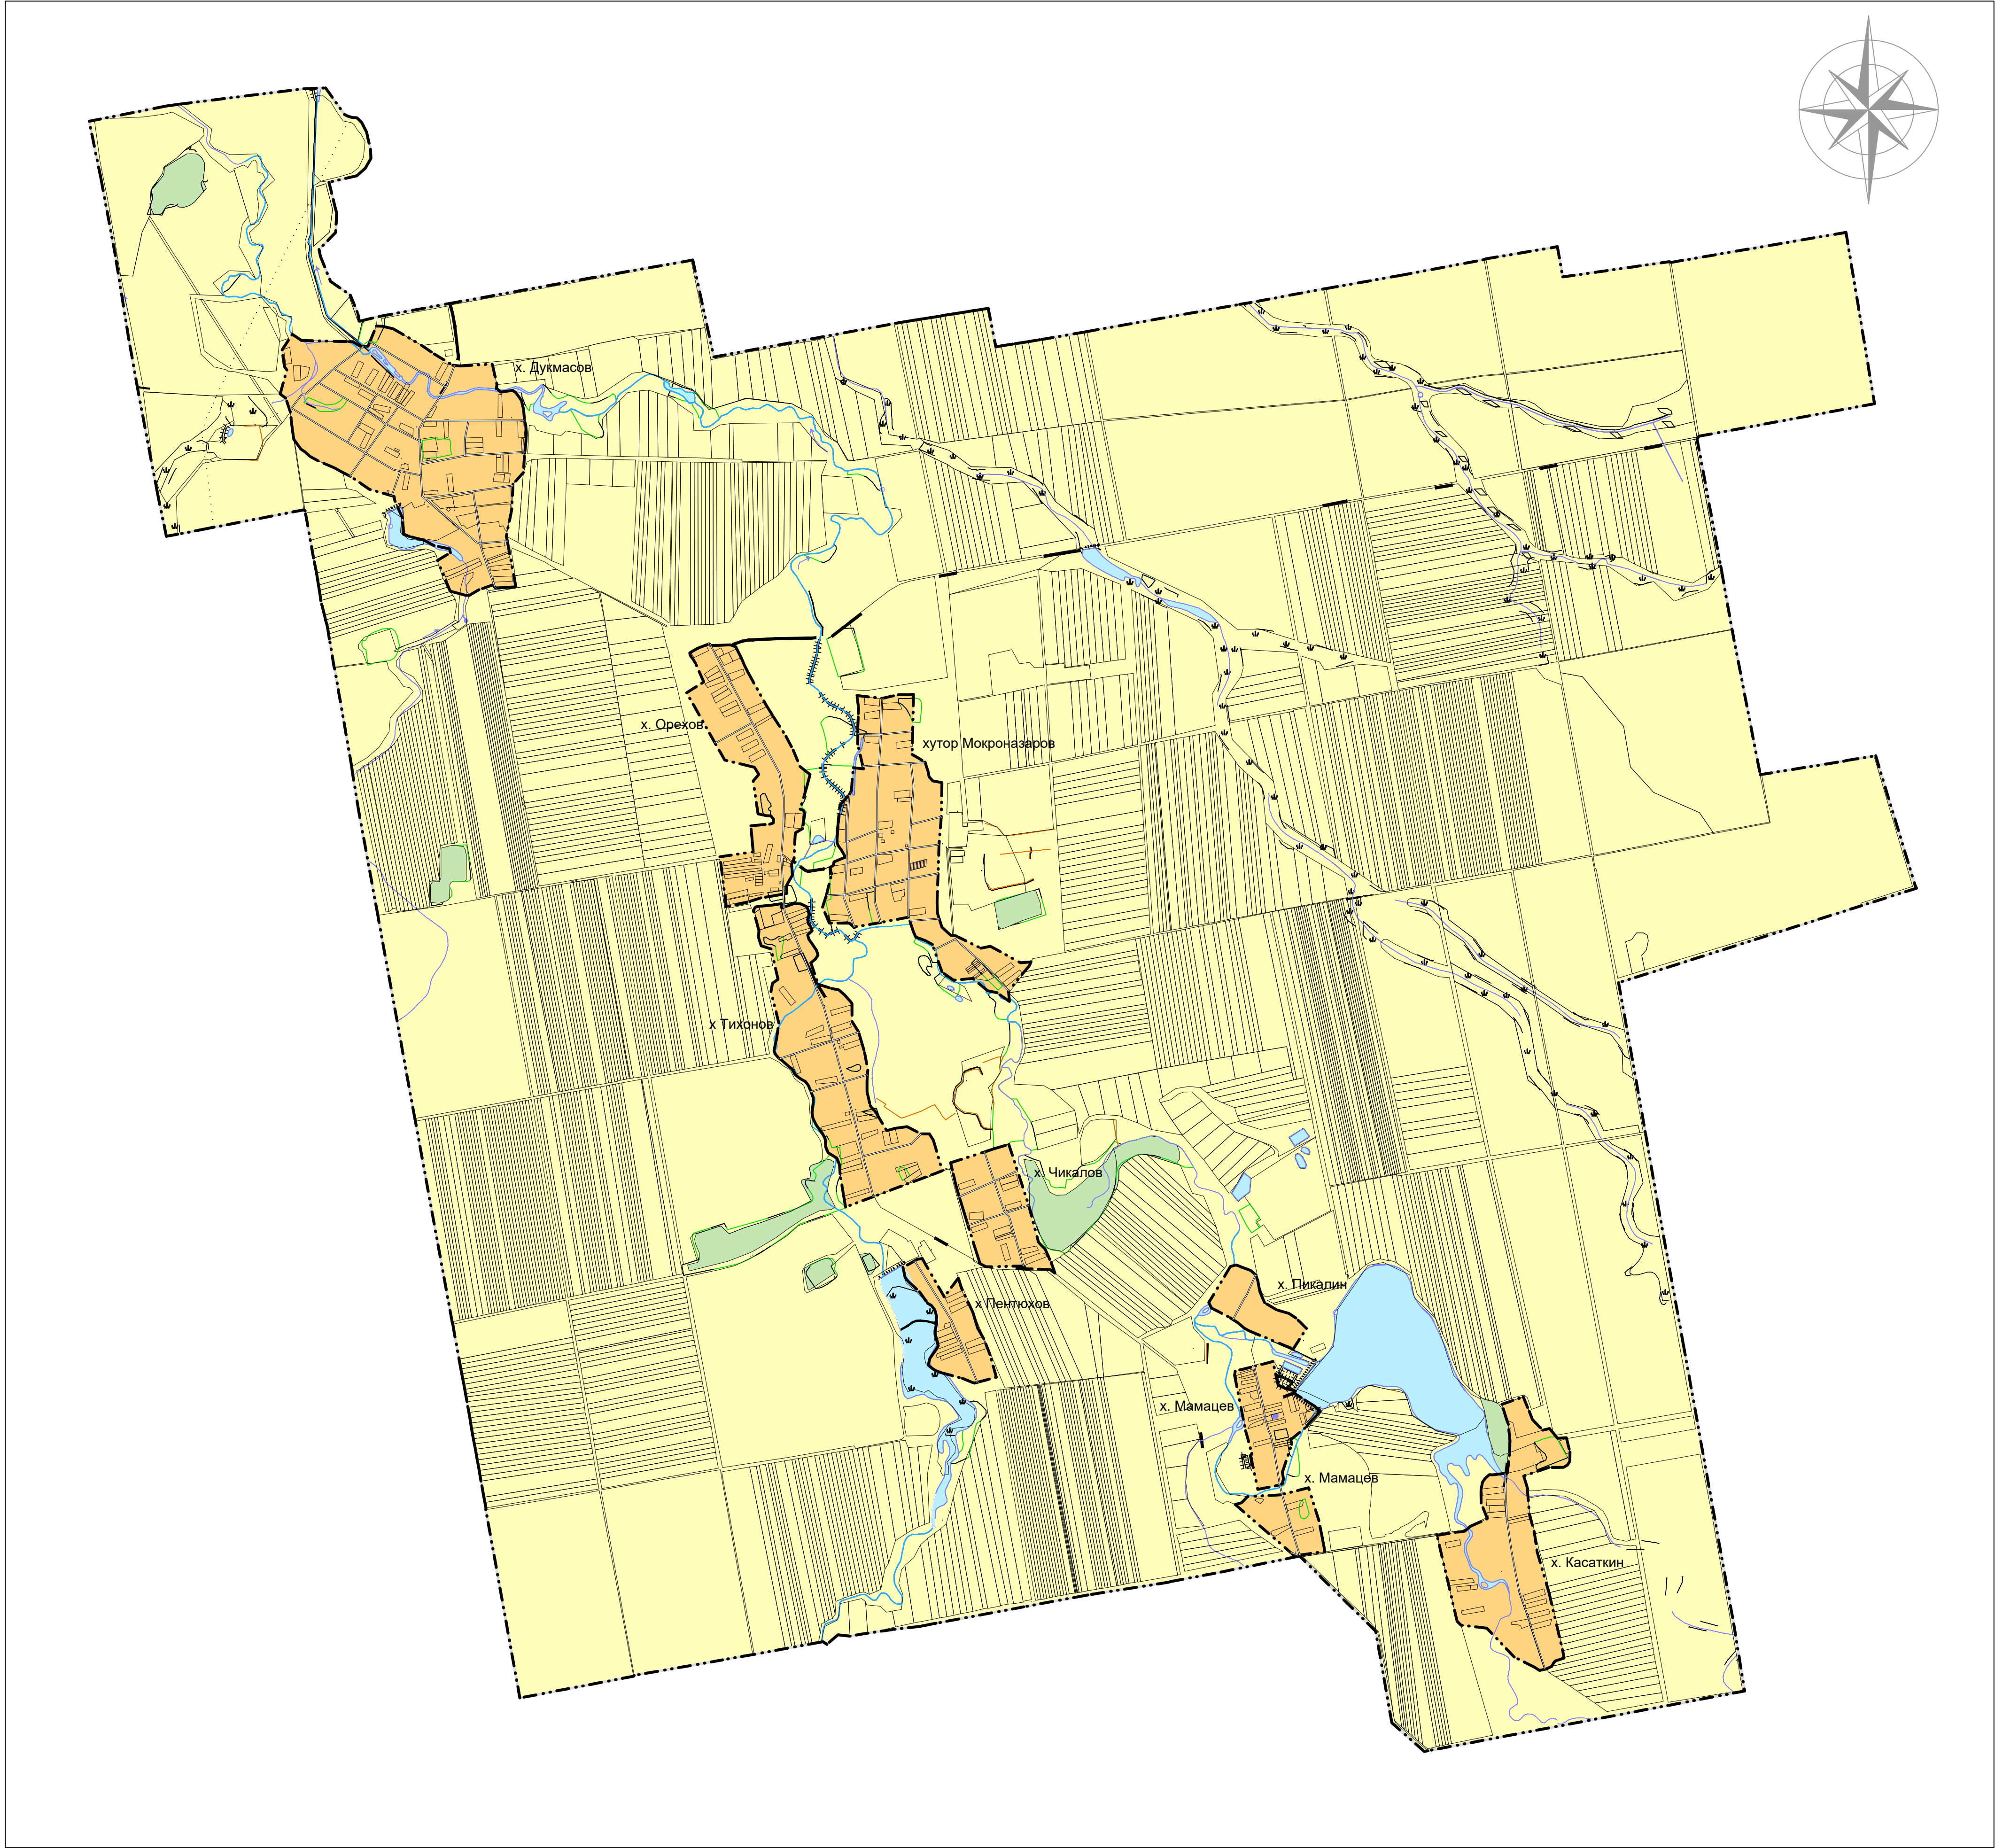 х. Дукмасов
х. Орехов
хутор Мокроназаров
х Тихонов
х. Чикалов
х. Пикалин
х Пентюхов
х. Мамацев
х. Мамацев
х. Касаткин